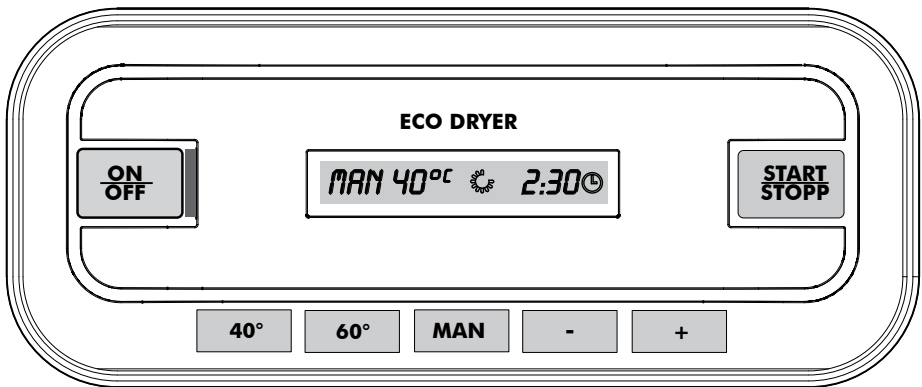 ECO DRYER
ON
OFF
MAN 40°C 2:30
START
STOPP
40° 60° MAN - +